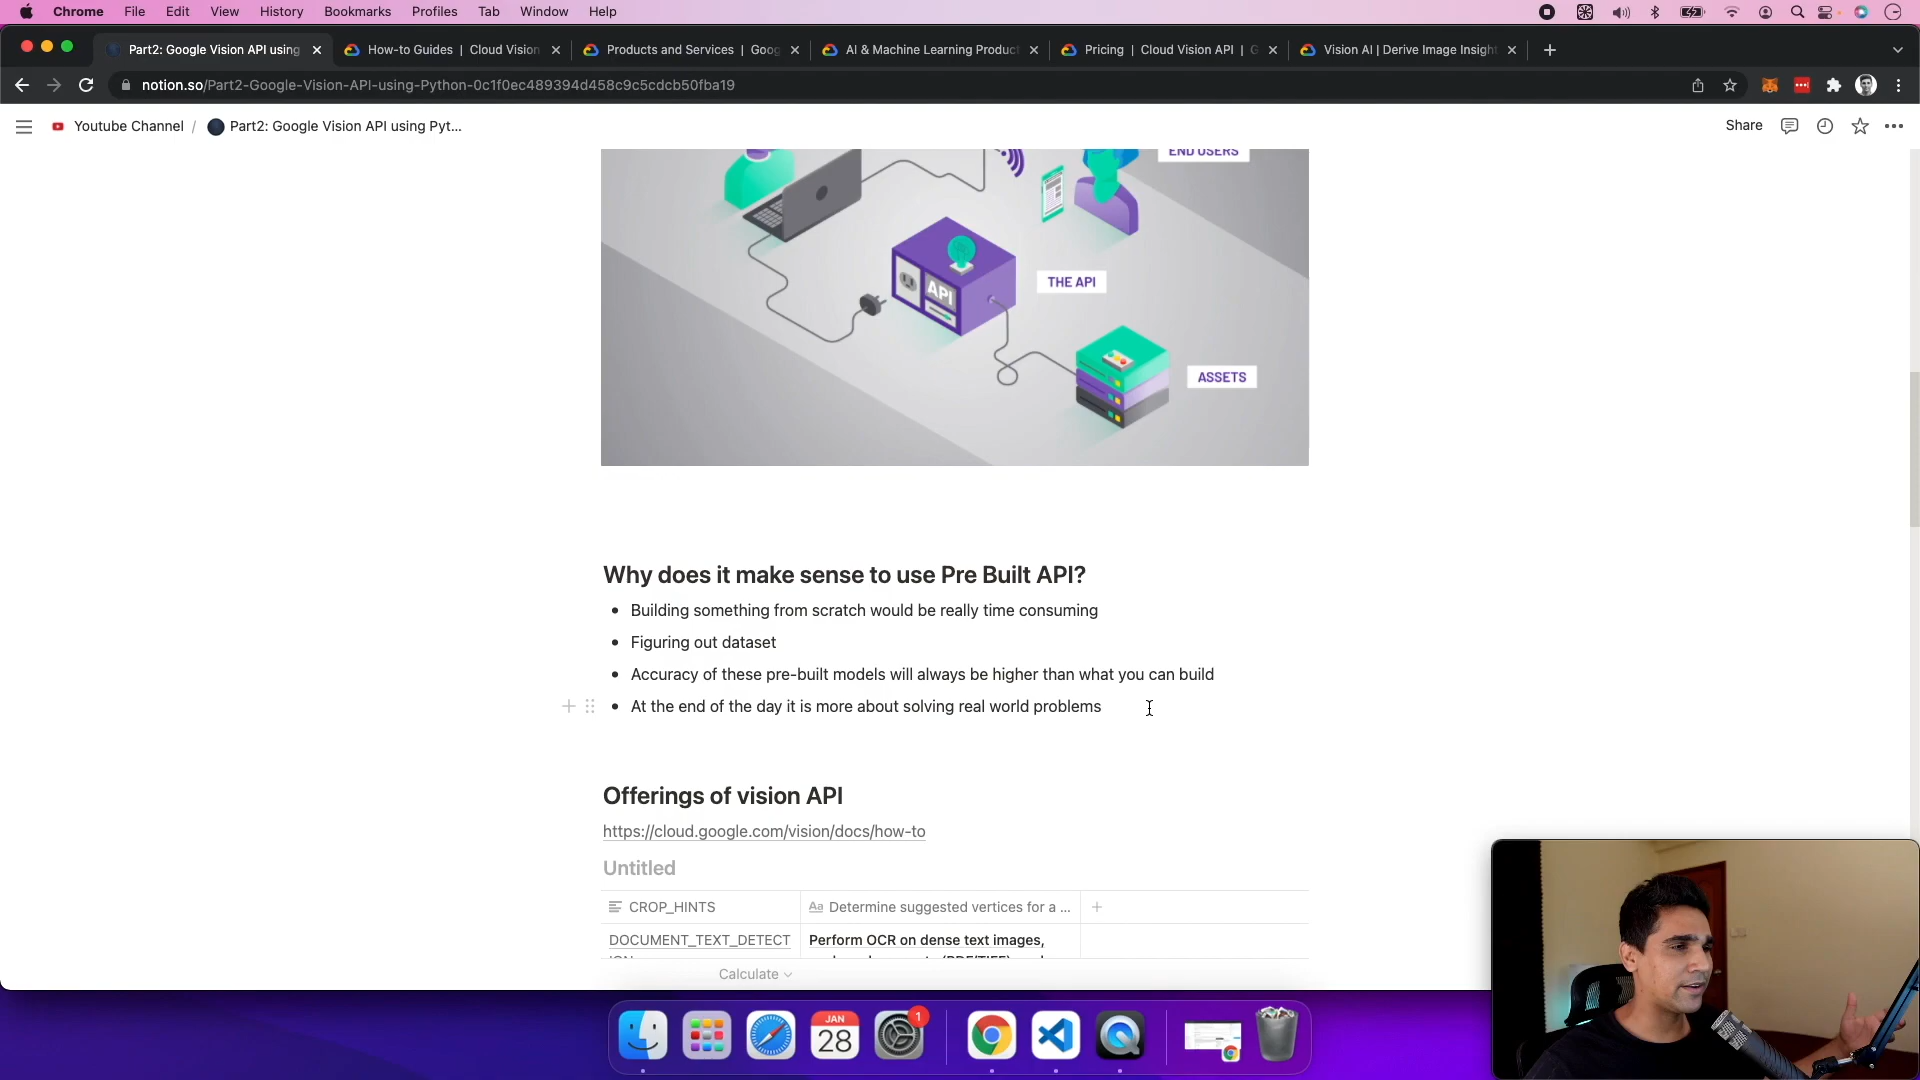 Chrome File Edit View History Bookmarks Profiles Tab Window Help
Part2: Google Vision API using
How-to Guides | Cloud Vision
Products and Services | Goog
AI & Machine Learning Product
Pricing | Cloud Vision API | G
Vision AI | Derive Image Insight
notion.so/Part2-Google-Vision-API-using-Python-0c1f0ec489394d458c9c5cdcb50fba19
Youtube Channel / Part2: Google Vision API using Pyt...
Share
END USERS
THE API
API
ASSETS
Why does it make sense to use Pre Built API?
Building something from scratch would be really time consuming
Figuring out dataset
Accuracy of these pre-built models will always be higher than what you can build
At the end of the day it is more about solving real world problems
Offerings of vision API
https://cloud.google.com/vision/docs/how-to
Untitled
CROP_HINTS
Aa Determine suggested vertices for a ...
DOCUMENT_TEXT_DETECT
Perform OCR on dense text images,
Calculate
JAN
28
1